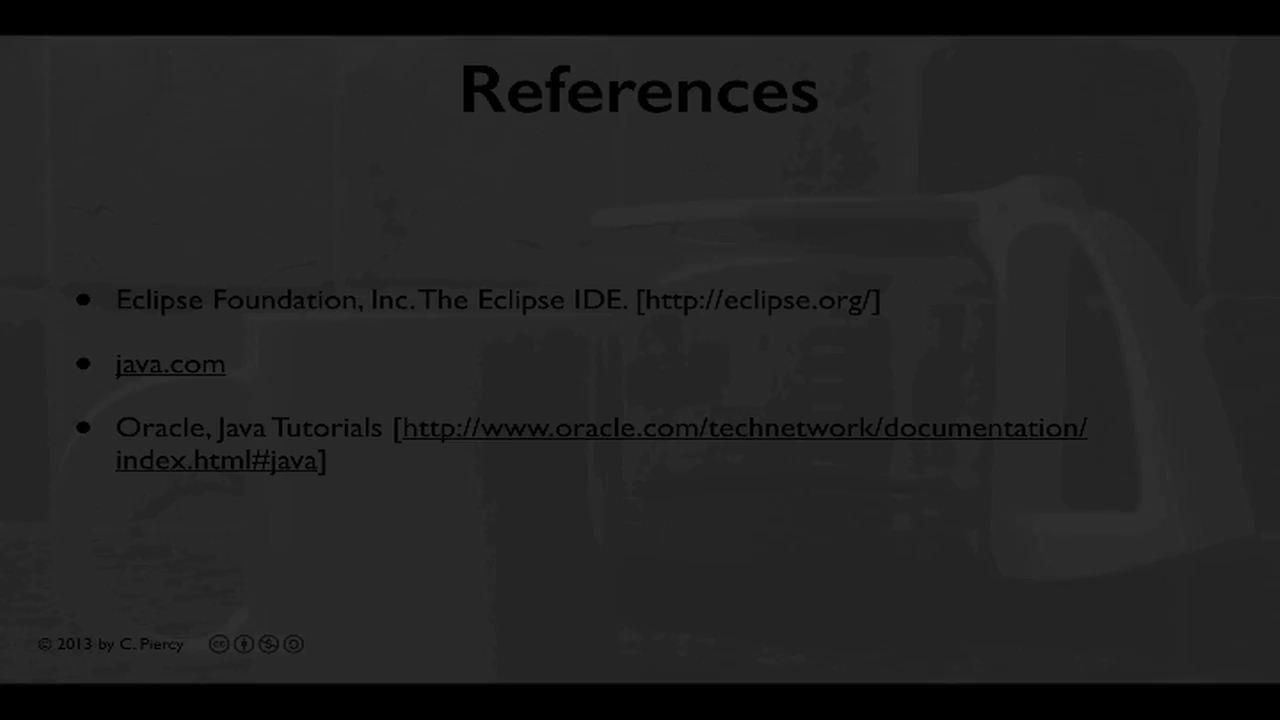 References
• Eclipse Foundation, Inc. The Eclipse IDE. [http://eclipse.org/]
• java.com
• Oracle, Java Tutorials [http://www.oracle.com/technetwork/documentation/
index.html#java]
© 2013 by C. Piercy